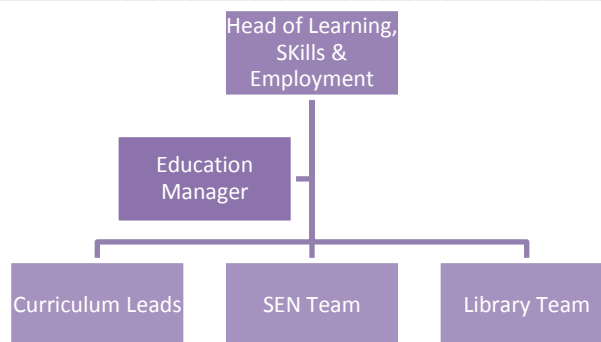 Head of Learning,
SKills &
Employment
Education
Manager
Curriculum Leads
SEN Team
Library Team